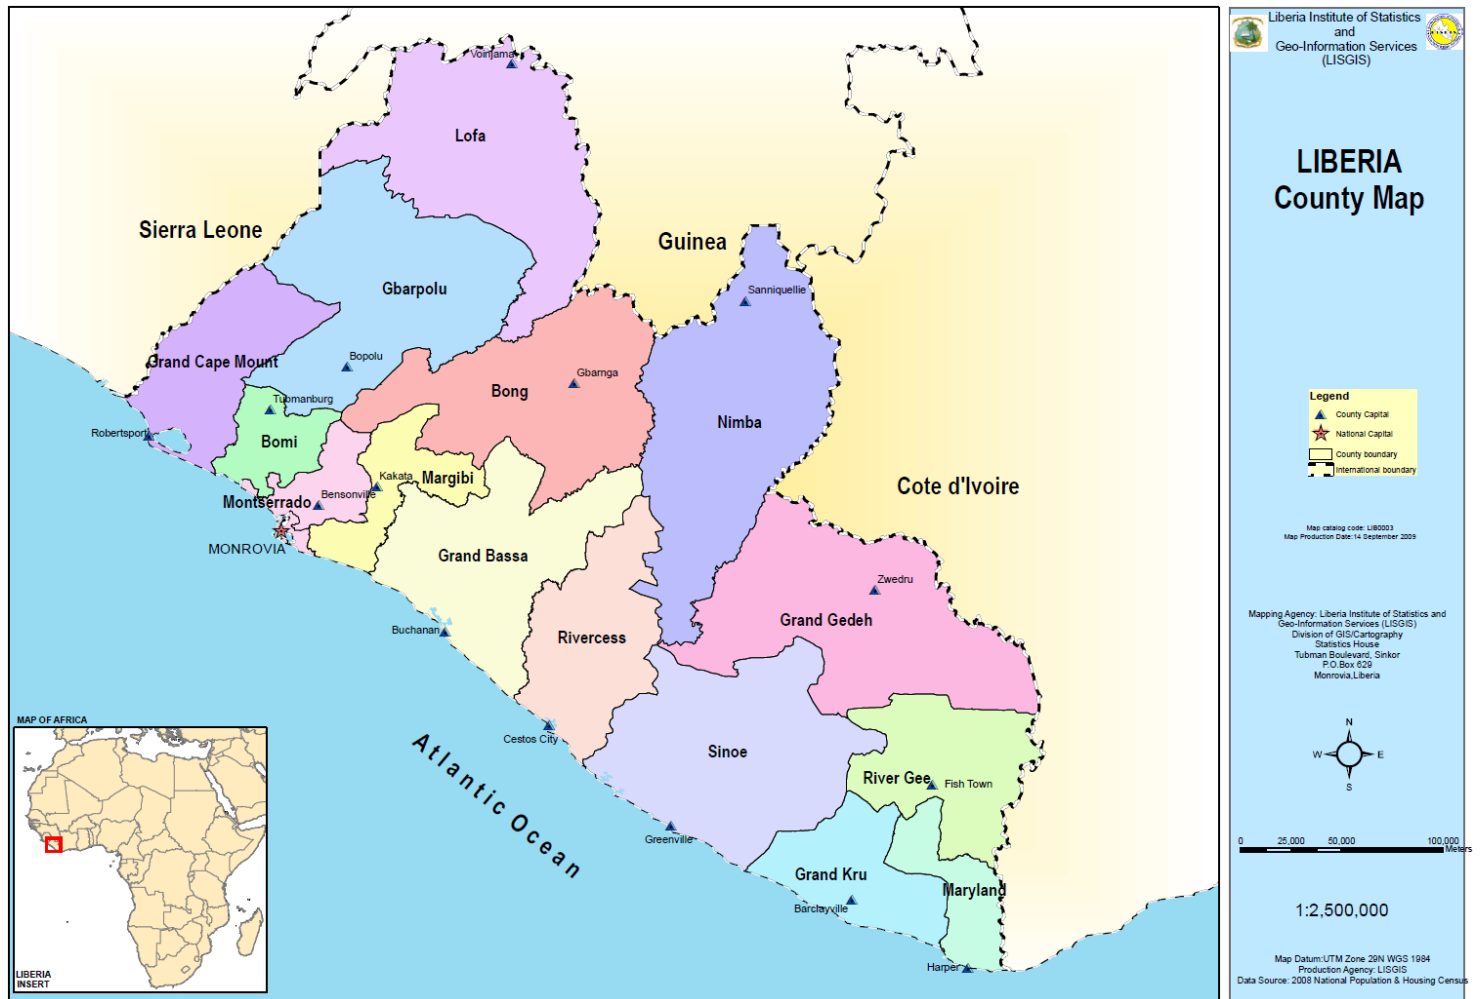 Voinjama
Lofa
Sierra Leone
Guinea
Gbarpolu
Sanniquellie
Grand Cape Mount
Bopolu
Gbarnga
Bong
Tubmanburg
Nimba
Robertsport
Bomi
Kakata
Margibi
Bensonville
Montserrado
Cote d'Ivoire
MONROVIA
Grand Bassa
Zwedru
Grand Gedeh
Buchanan
Rivercess
Cestos City
Sinoe
Atlantic Ocean
River Gee
Fish Town
Greenville
Grand Kru
Maryland
Barclayville
Harper
MAP OF AFRICA
LIBERIA
INSERT
Liberia Institute of Statistics
and
Geo-Information Services
(LISGIS)
LIBERIA
County Map
Legend
County Capital
National Capital
County boundary
International boundary
Map catalog code: LIB0003
Map Production Date:14 September 2009
Mapping Agency: Liberia Institute of Statistics and
Geo-Information Services (LISGIS)
Division of GIS/Cartography
Statistics House
Tubman Boulevard, Sinkor
P.O.Box 629
Monrovia,Liberia
N
W E
S
0 25,000 50,000 100,000
Meters
1:2,500,000
Map Datum:UTM Zone 29N WGS 1984
Production Agency: LISGIS
Data Source: 2008 National Population & Housing Census